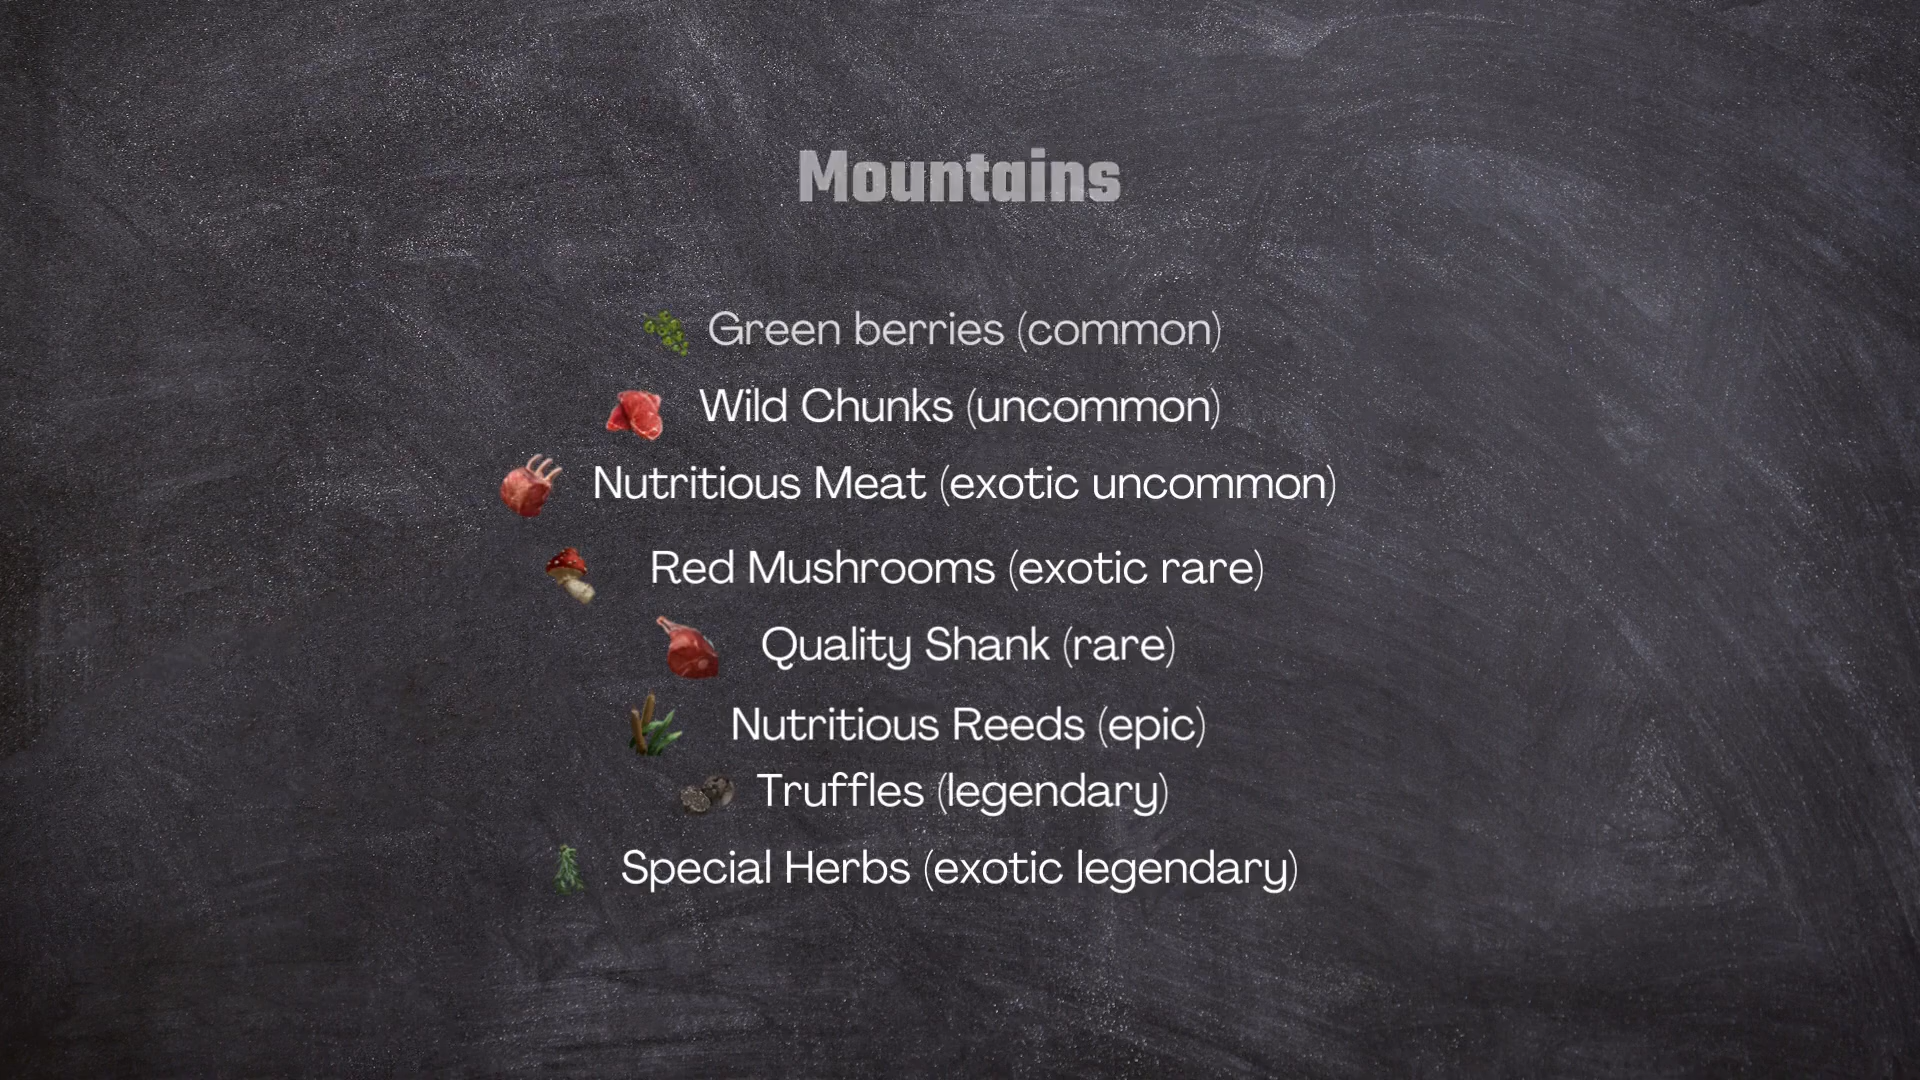 Mountains
Green berries (common)
Wild Chunks (uncommon)
Nutritious Meat (exotic uncommon)
Red Mushrooms (exotic rare)
Quality Shank (rare)
Nutritious Reeds (epic)
Truffles (legendary)
Special Herbs (exotic legendary)